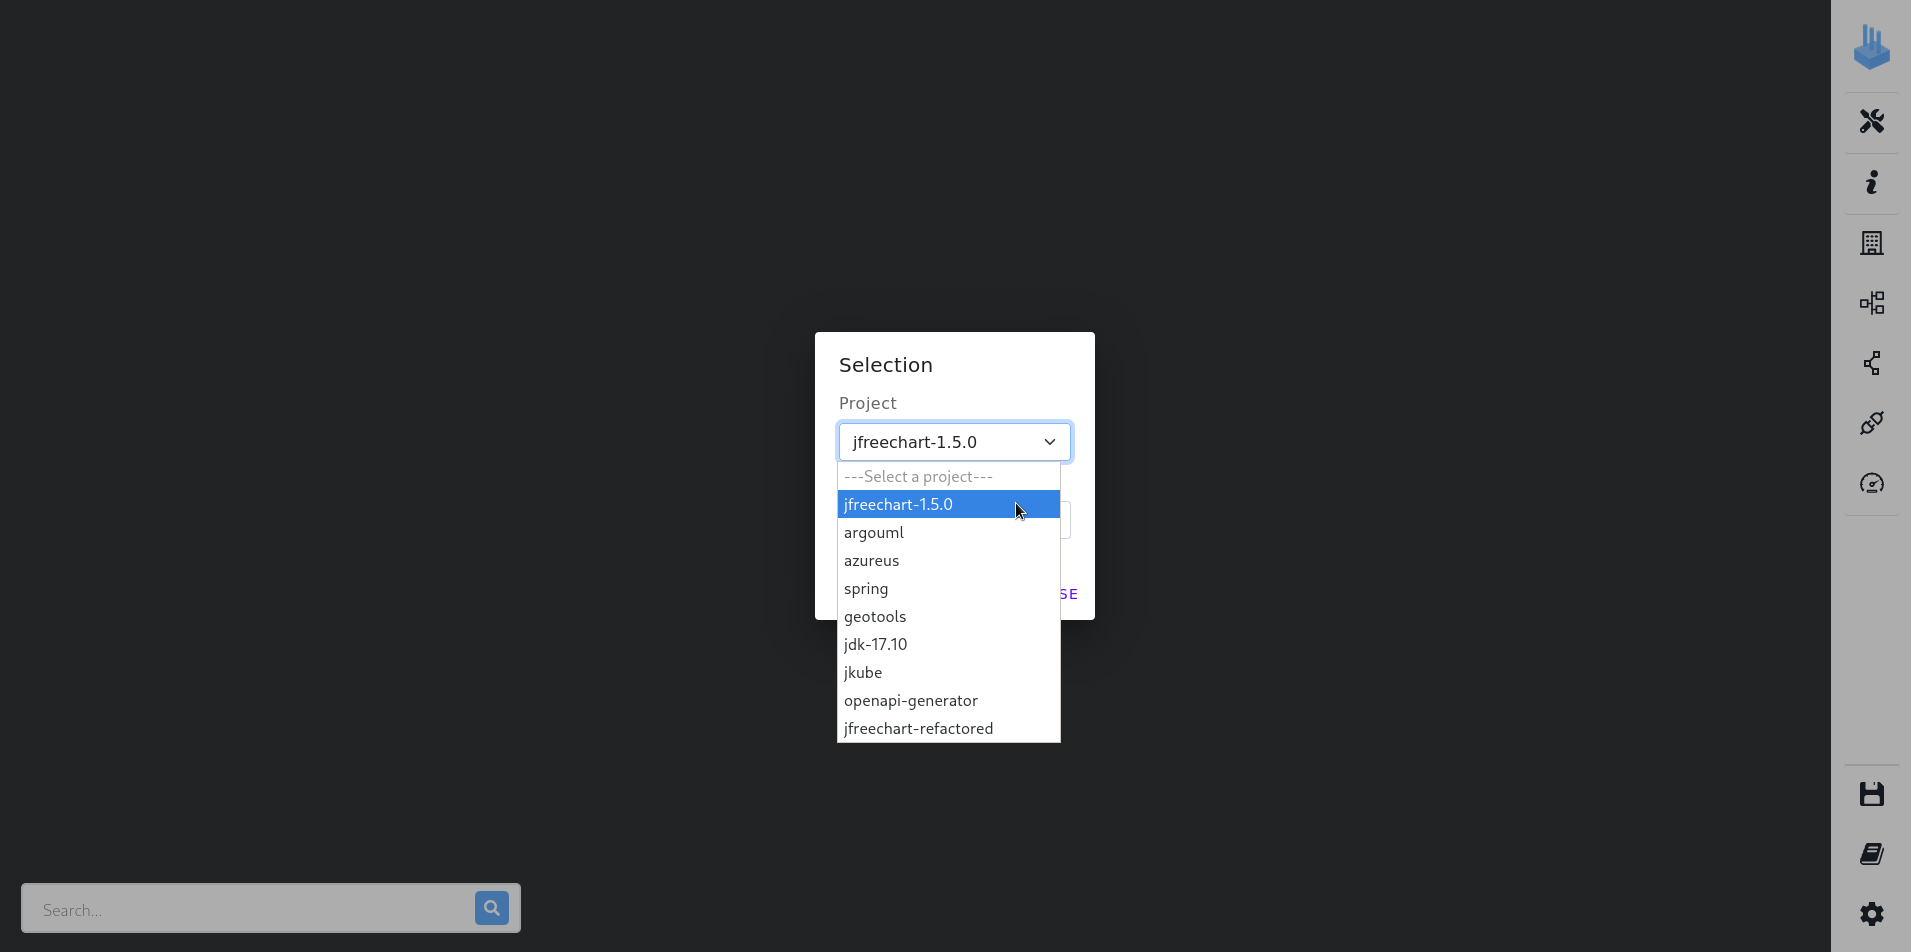 Selection
Project
jfreechart-1.5.0
---Select a project---
jfreechart-1.5.0
argouml
azureus
spring
SE
geotools
jdk-17.10
jkube
openapi-generator
jfreechart-refactored
Search...